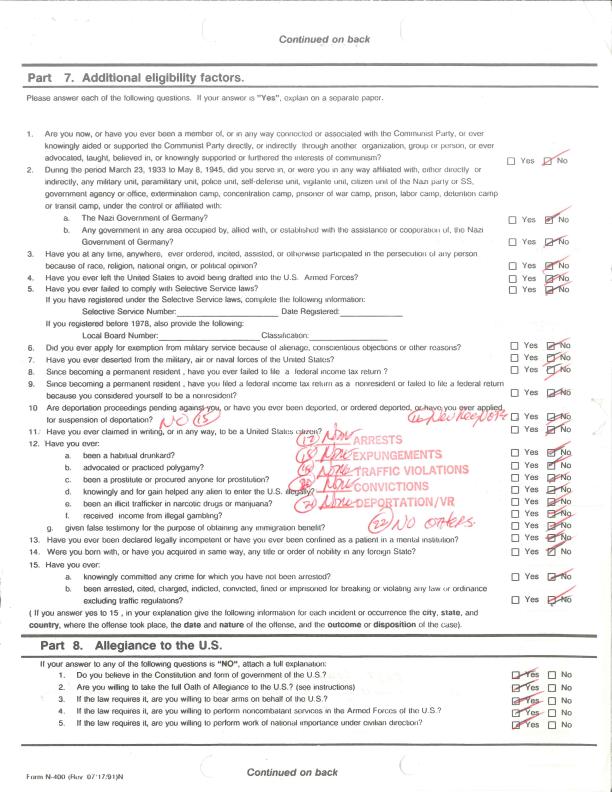 Continued on back
Part 7. Additional eligibility factors.
Please answer each of the following questions. If your answer is "Yes", explain on a separate paper.
1. Are you now, or have you ever been a member of, or in any way connected or associated with the Communist Party, or ever
knowingly aided or supported the Communist Party directly, or indirectly through another organization, group or person, or ever
advocated, taught, believed in, or knowingly supported or furthered the interests of communism? Yes No
2. During the period March 23, 1933 to May 8, 1945, did you serve in, or were you in any way affiliated with, either directly or
indirectly, any military unit, paramilitary unit, police unit, self-defense unit, vigilante unit, citizen unit of the Nazi party or SS,
government agency or office, extermination camp, concentration camp, prisoner of war camp, prison, labor camp, detention camp
or transit camp, under the control or affiliated with:
a. The Nazi Government of Germany? Yes No
b. Any government in any area occupied by, allied with, or established with the assistance or cooperation of, the Nazi
Government of Germany? Yes No
3. Have you at any time, anywhere, ever ordered, incited, assisted, or otherwise participated in the persecution of any person
because of race, religion, national origin, or political opinion? Yes No
4. Have you ever left the United States to avoid being drafted into the U.S. Armed Forces? Yes No
5. Have you ever failed to comply with Selective Service laws? Yes No
If you have registered under the Selective Service laws, complete the following information:
Selective Service Number: Date Registered:
If you registered before 1978, also provide the following:
Local Board Number: Classification:
6. Did you ever apply for exemption from military service because of alienage, conscientious objections or other reasons? Yes No
7. Have you ever deserted from the military, air or naval forces of the United States? Yes No
8. Since becoming a permanent resident , have you ever failed to file a federal income tax return ? Yes No
9. Since becoming a permanent resident , have you filed a federal income tax return as a nonresident or failed to file a federal return
because you considered yourself to be a nonresident? Yes No
10 Are deportation proceedings pending against you, or have you ever been deported, or ordered deported, or have you ever applied
for suspension of deportation? NO (15) Yes No
11. Have you ever claimed in writing, or in any way, to be a United States citizen? Yes No
(17) None ARRESTS
12. Have you ever:
a. been a habitual drunkard? (18) None EXPUNGEMENTS Yes No
b. advocated or practiced polygamy? (19) None TRAFFIC VIOLATIONS Yes No
c. been a prostitute or procured anyone for prostitution? (20) None CONVICTIONS Yes No
d. knowingly and for gain helped any alien to enter the U.S. illegally? Yes No
e. been an illicit trafficker in narcotic drugs or marijuana? (21) None DEPORTATION/VR Yes No
f. received income from illegal gambling? Yes No
g. given false testimony for the purpose of obtaining any immigration benefit? (22) NO OTHERS. Yes No
13. Have you ever been declared legally incompetent or have you ever been confined as a patient in a mental institution? Yes No
14. Were you born with, or have you acquired in same way, any title or order of nobility in any foreign State? Yes No
15. Have you ever:
a. knowingly committed any crime for which you have not been arrested? Yes No
b. been arrested, cited, charged, indicted, convicted, fined or imprisoned for breaking or violating any law or ordinance
excluding traffic regulations? Yes No
( If you answer yes to 15 , in your explanation give the following information for each incident or occurrence the city, state, and
country, where the offense took place, the date and nature of the offense, and the outcome or disposition of the case).
Part 8. Allegiance to the U.S.
If your answer to any of the following questions is "NO", attach a full explanation:
1. Do you believe in the Constitution and form of government of the U.S.? Yes No
2. Are you willing to take the full Oath of Allegiance to the U.S.? (see instructions) Yes No
3. If the law requires it, are you willing to bear arms on behalf of the U.S.? Yes No
4. If the law requires it, are you willing to perform noncombatant services in the Armed Forces of the U.S.? Yes No
5. If the law requires it, are you willing to perform work of national importance under civilian direction? Yes No
Form N-400 (Rev 07/17/91)N
Continued on back